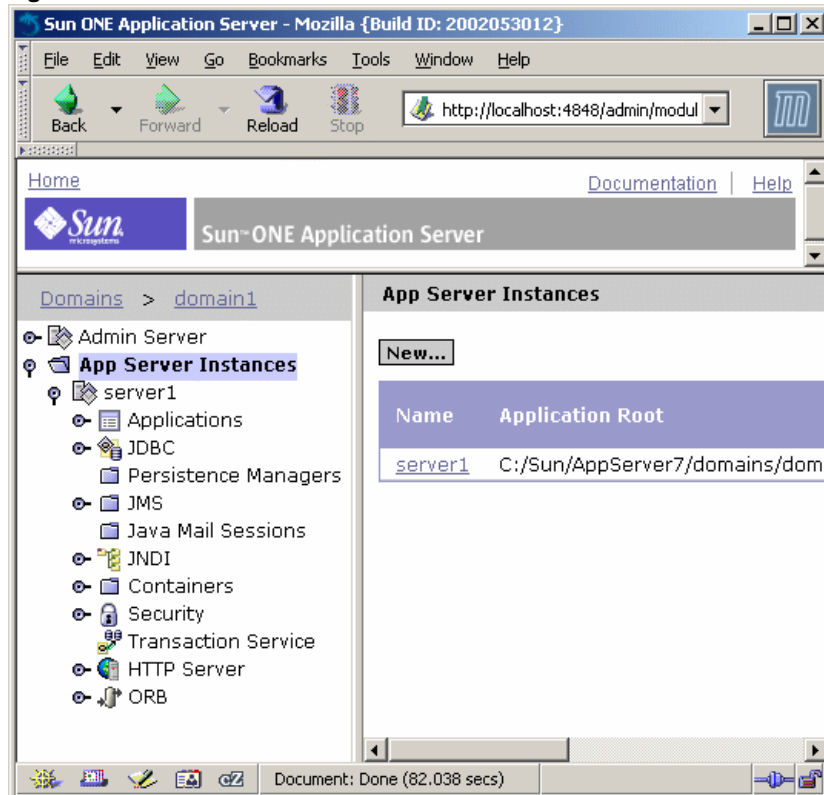 Sun ONE Application Server - Mozilla {Build ID: 2002053012}
File Edit View Go Bookmarks Tools Window Help
Back Forward Reload Stop http://localhost:4848/admin/modul
Home Documentation | Help
Sun microsystems Sun™ ONE Application Server
Domains > domain1
App Server Instances
Admin Server
App Server Instances
New...
server1
Applications
Name Application Root
JDBC
server1 C:/Sun/AppServer7/domains/dom
Persistence Managers
JMS
Java Mail Sessions
JNDI
Containers
Security
Transaction Service
HTTP Server
ORB
Document: Done (82.038 secs)